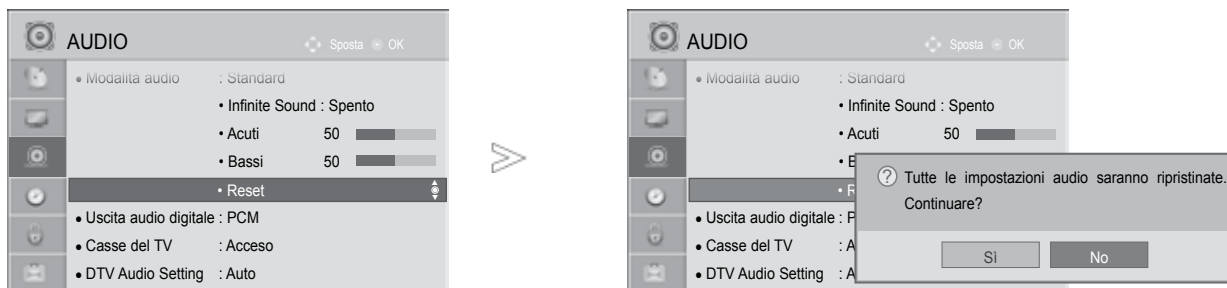 AUDIO Sposta OK
• Modalità audio : Standard
• Infinite Sound : Spento
• Acuti 50
• Bassi 50
• Reset
• Uscita audio digitale : PCM
• Casse del TV : Acceso
• DTV Audio Setting : Auto
AUDIO Sposta OK
• Modalità audio : Standard
• Infinite Sound : Spento
• Acuti 50
• Uscita audio digitale : P
• Casse del TV : A
• DTV Audio Setting : A
? Tutte le impostazioni audio saranno ripristinate.
Continuare?
Sì No